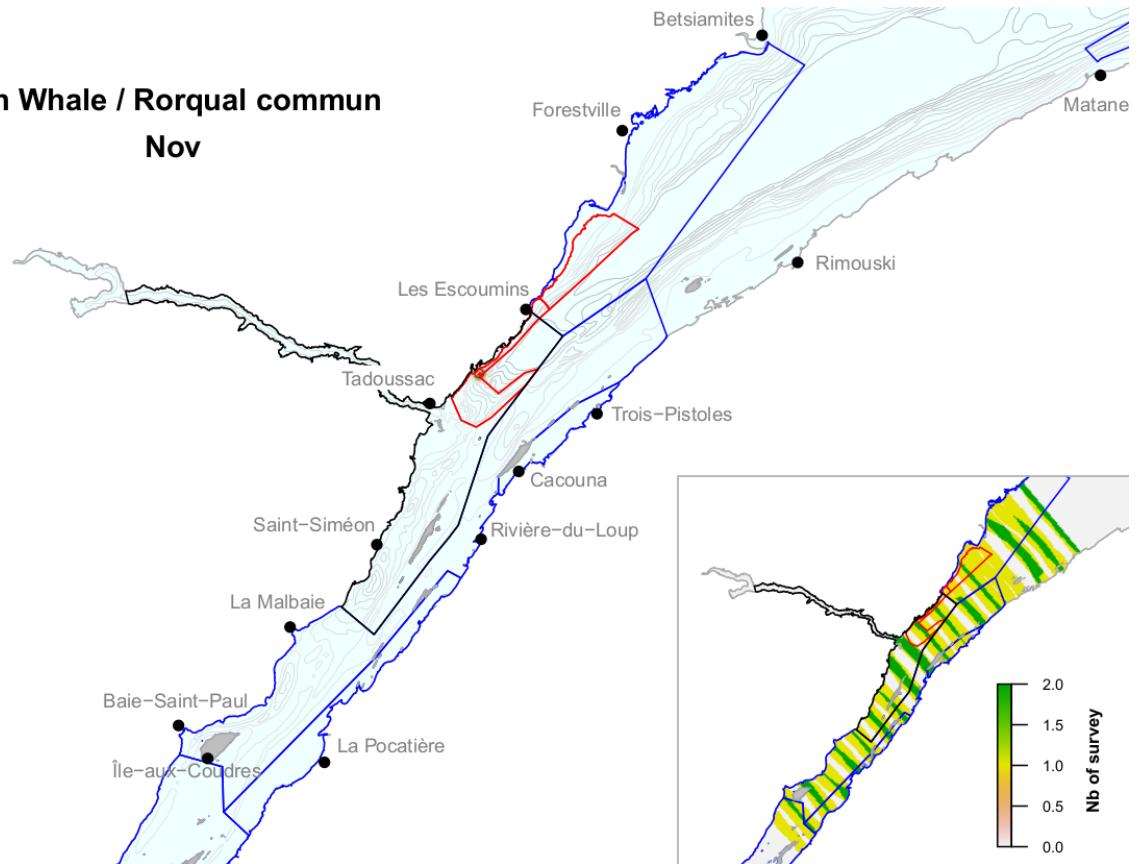 Betsiamites
Whale / Rorqual commun
Nov
Forestville
Matane
Rimouski
Les Escoumins
Tadoussac
Trois−Pistoles
Cacouna
Saint−Siméon
Rivière−du−Loup
La Malbaie
Baie−Saint−Paul
La Pocatière
Île−aux−Coudres
2.0
1.5
1.0
0.5
0.0
Nb of survey